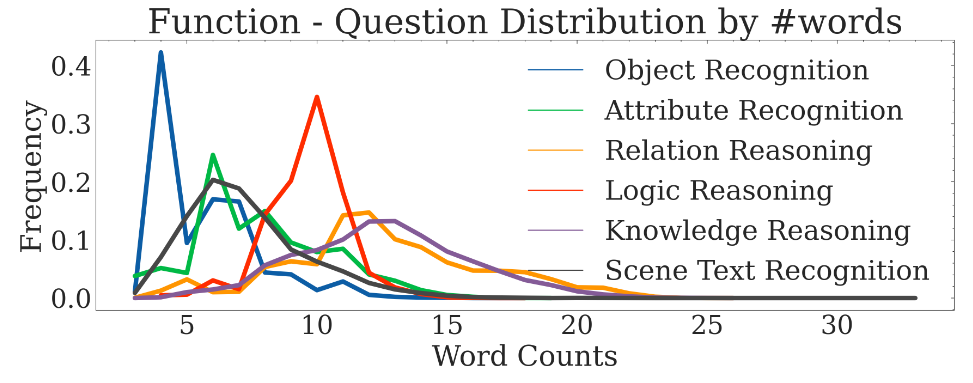 Function - Question Distribution by #words
Frequency
0.4
0.3
0.2
0.1
0.0
Object Recognition
Attribute Recognition
Relation Reasoning
Logic Reasoning
Knowledge Reasoning
Scene Text Recognition
5 10 15 20 25 30
Word Counts